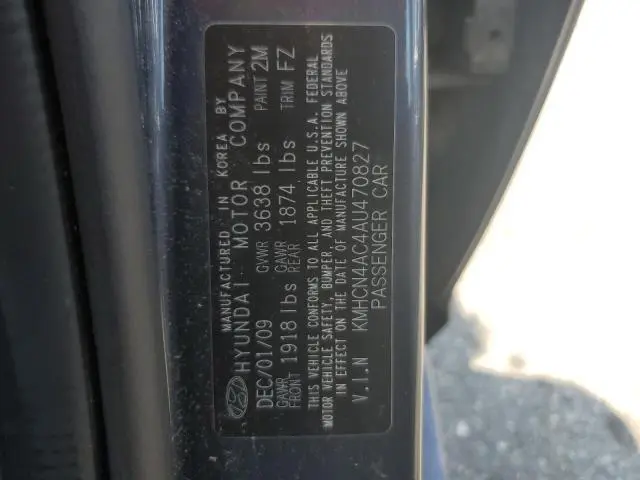 MANUFACTURED IN KOREA BY
HYUNDAI MOTOR COMPANY
DEC/01/09 GVWR 3638 lbs PAINT 2M
GAWR FRONT 1918 lbs GAWR REAR 1874 lbs TRIM FZ
THIS VEHICLE CONFORMS TO ALL APPLICABLE U.S.A. FEDERAL
MOTOR VEHICLE SAFETY, BUMPER, AND THEFT PREVENTION STANDARDS
IN EFFECT ON THE DATE OF MANUFACTURE SHOWN ABOVE
V.I.N KMHCN4AC4AU470827
PASSENGER CAR